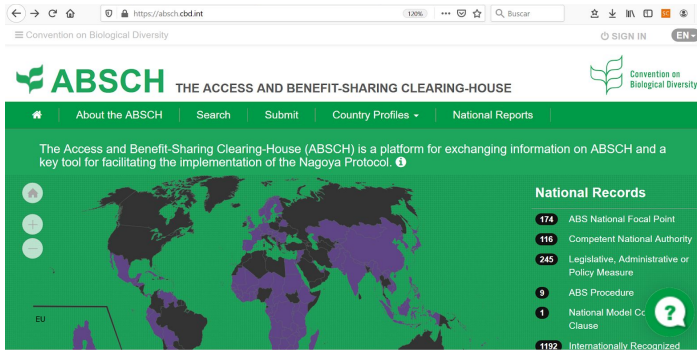 https://absch.cbd.int
120%
Buscar
Convention on Biological Diversity
SIGN IN
EN
ABSCH THE ACCESS AND BENEFIT-SHARING CLEARING-HOUSE
Convention on
Biological Diversity
About the ABSCH
Search
Submit
Country Profiles
National Reports
The Access and Benefit-Sharing Clearing-House (ABSCH) is a platform for exchanging information on ABSCH and a
key tool for facilitating the implementation of the Nagoya Protocol.
National Records
174 ABS National Focal Point
116 Competent National Authority
245 Legislative, Administrative or
Policy Measure
9 ABS Procedure
1 National Model
Clause
1192 Internationally Recognized
EU
?